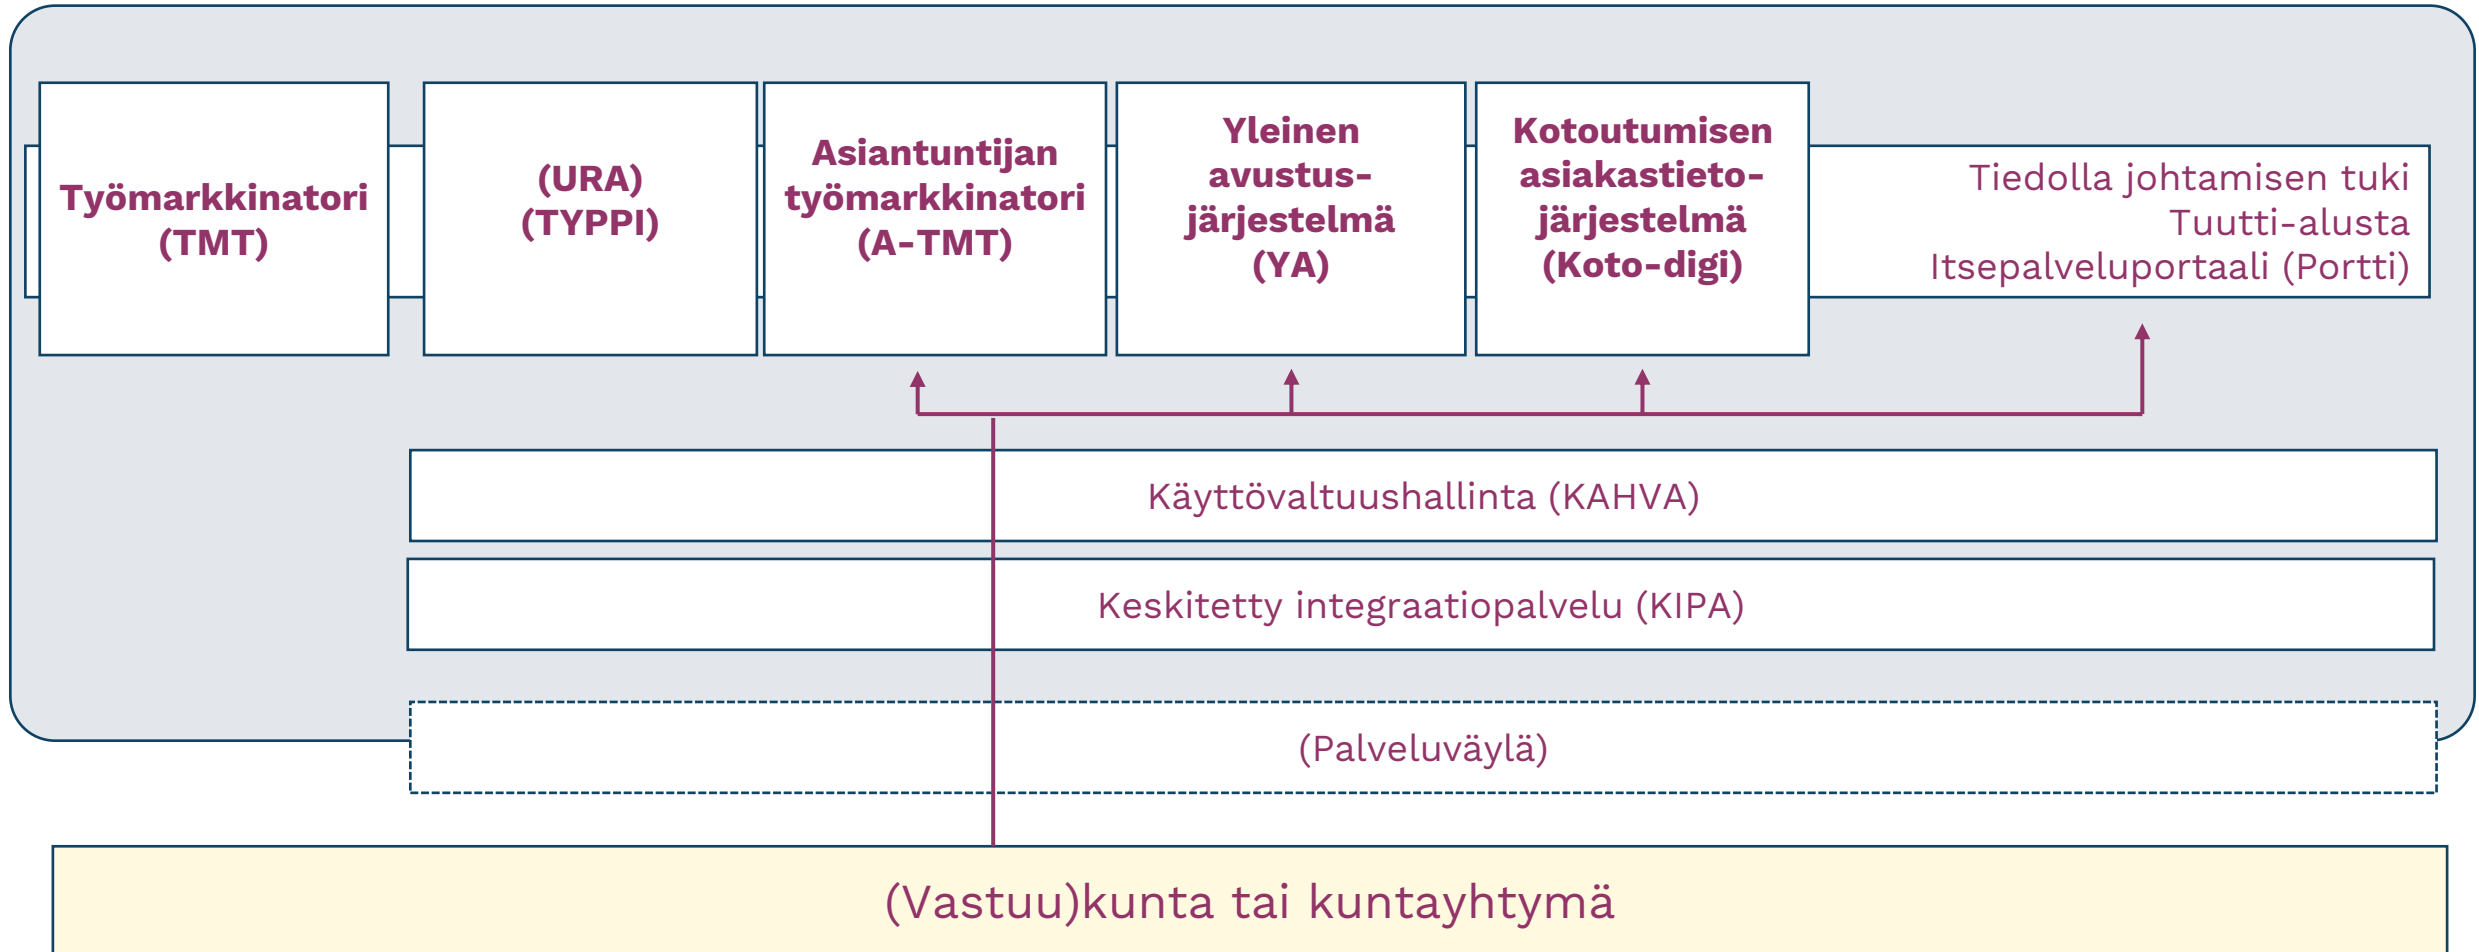 Työmarkkinatori
(TMT)
(URA)
(TYPPI)
Asiantuntijan
työmarkkinatori
(A-TMT)
Yleinen
avustus-
järjestelmä
(YA)
Kotoutumisen
asiakastieto-
järjestelmä
(Koto-digi)
Tiedolla johtamisen tuki
Tuutti-alusta
Itsepalveluportaali (Portti)
Käyttövaltuushallinta (KAHVA)
Keskitetty integraatiopalvelu (KIPA)
(Palveluväylä)
(Vastuu)kunta tai kuntayhtymä